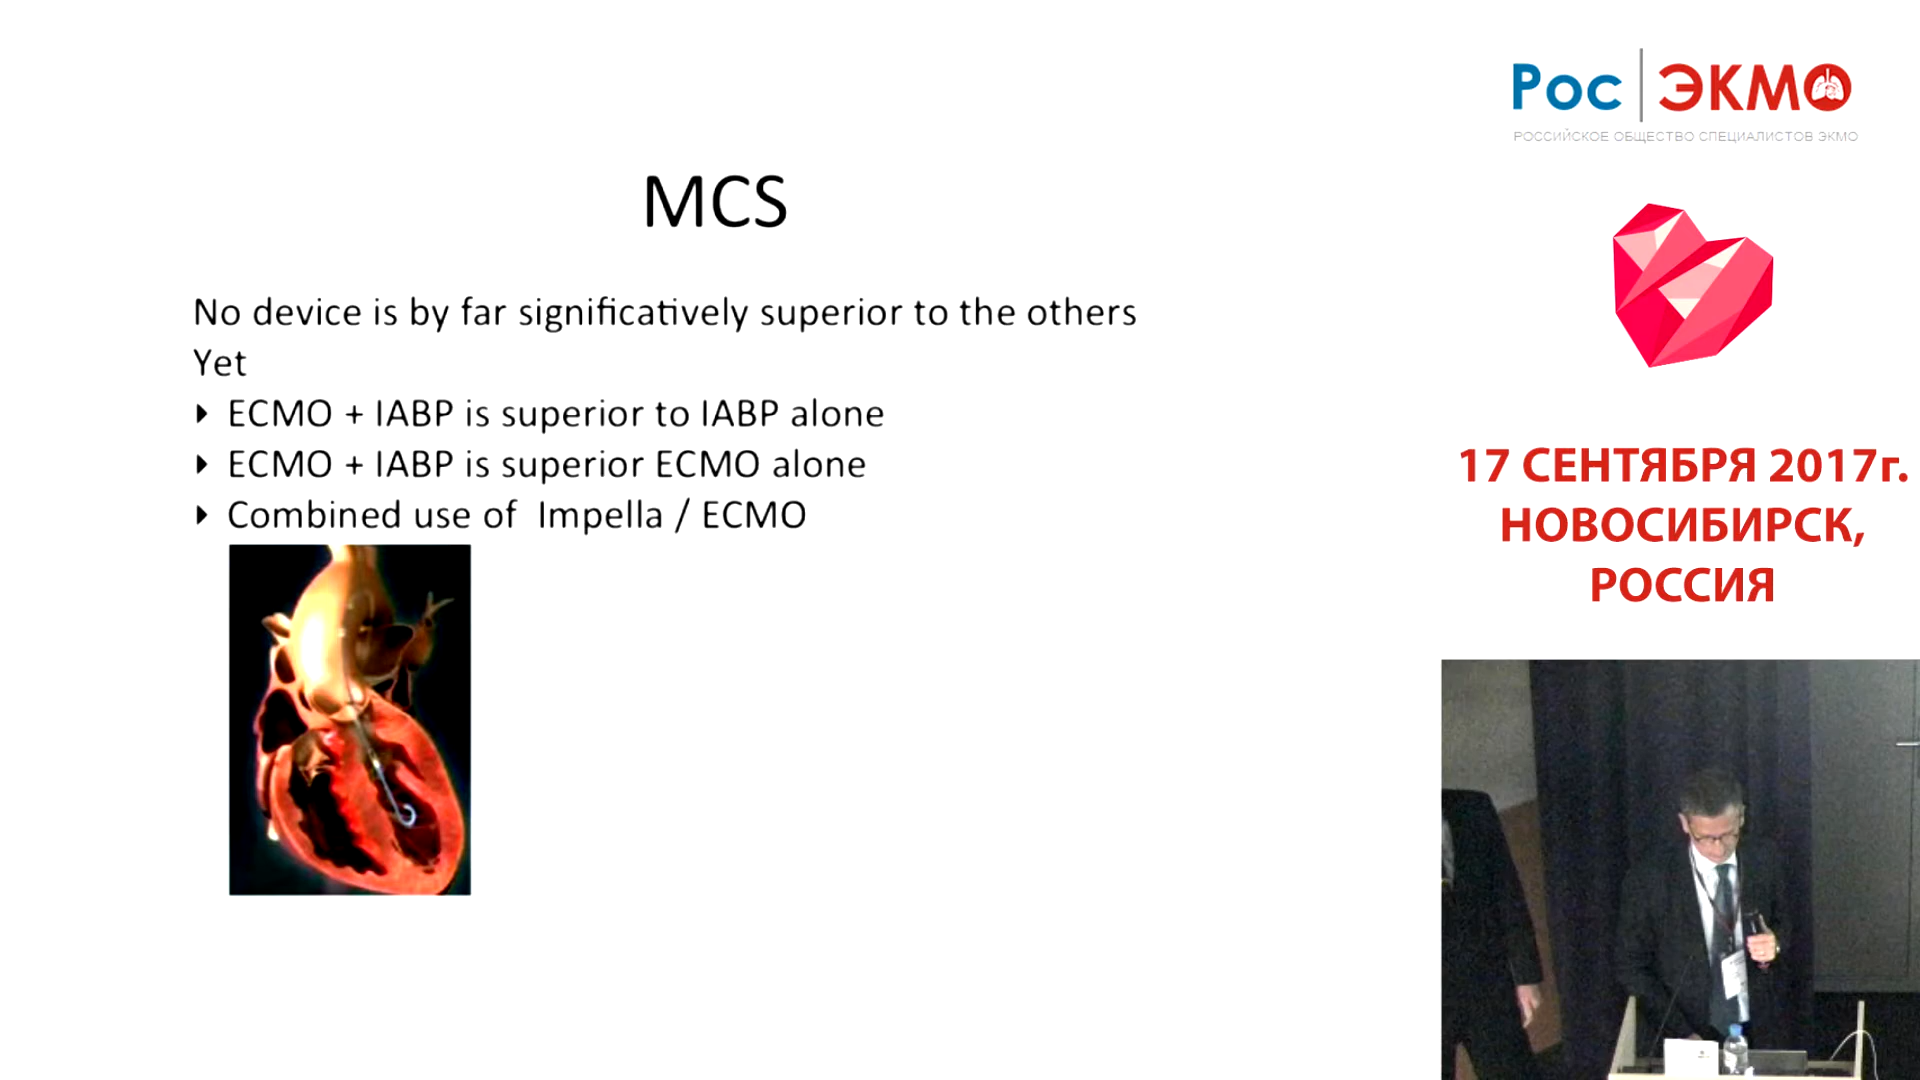 MCS
No device is by far significatively superior to the others
Yet
ECMO + IABP is superior to IABP alone
ECMO + IABP is superior ECMO alone
Combined use of Impella / ECMO
Рос ЭКМО
РОССИЙСКОЕ ОБЩЕСТВО СПЕЦИАЛИСТОВ ЭКМО
17 СЕНТЯБРЯ 2017г.
НОВОСИБИРСК,
РОССИЯ